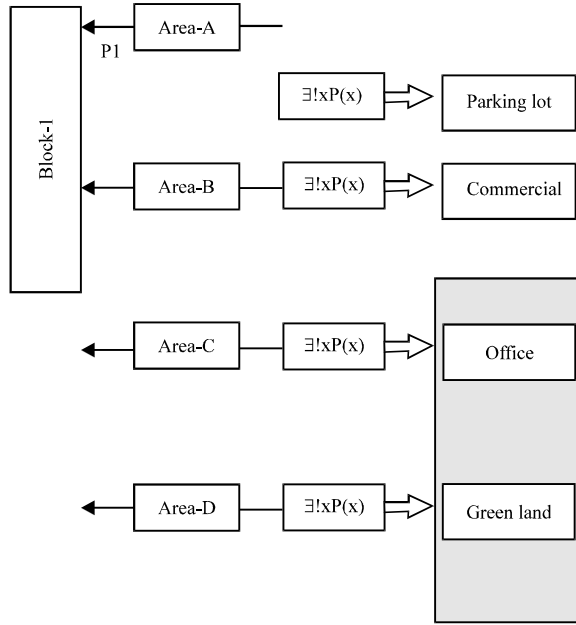 Area-A
P1
∃!xP(x)
Parking lot
Block-1
Area-B
∃!xP(x)
Commercial
Area-C
∃!xP(x)
Office
Area-D
∃!xP(x)
Green land